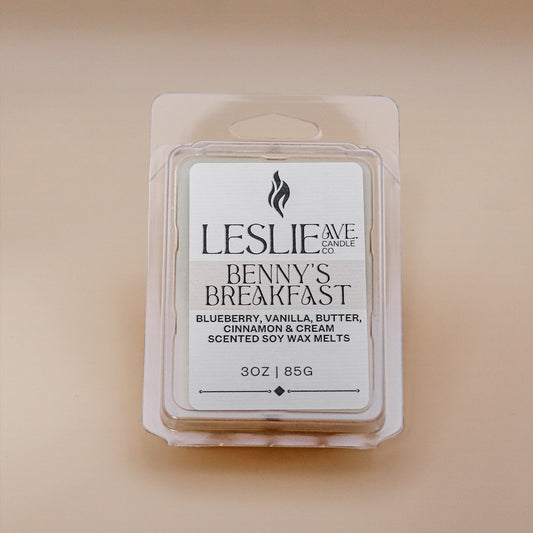 LESLIE AVE.
CANDLE
CO.
BENNY'S
BREAKFAST
BLUEBERRY, VANILLA, BUTTER,
CINNAMON & CREAM
SCENTED SOY WAX MELTS
3OZ | 85G